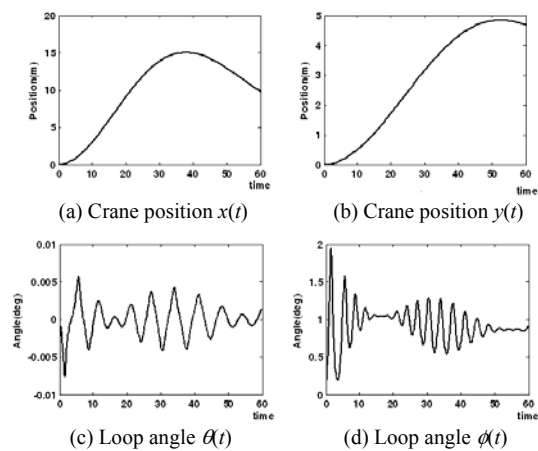 20
15
10
5
0
Position(m)
0 10 20 30 40 50 60
time
(a) Crane position x(t)
5
4
3
2
1
0
Position(m)
0 10 20 30 40 50 60
time
(b) Crane position y(t)
0.01
0.005
0
-0.005
-0.01
Angle(deg)
0 10 20 30 40 50 60
time
(c) Loop angle θ(t)
2
1.5
1
0.5
0
Angle(deg)
0 10 20 30 40 50 60
time
(d) Loop angle ϕ(t)